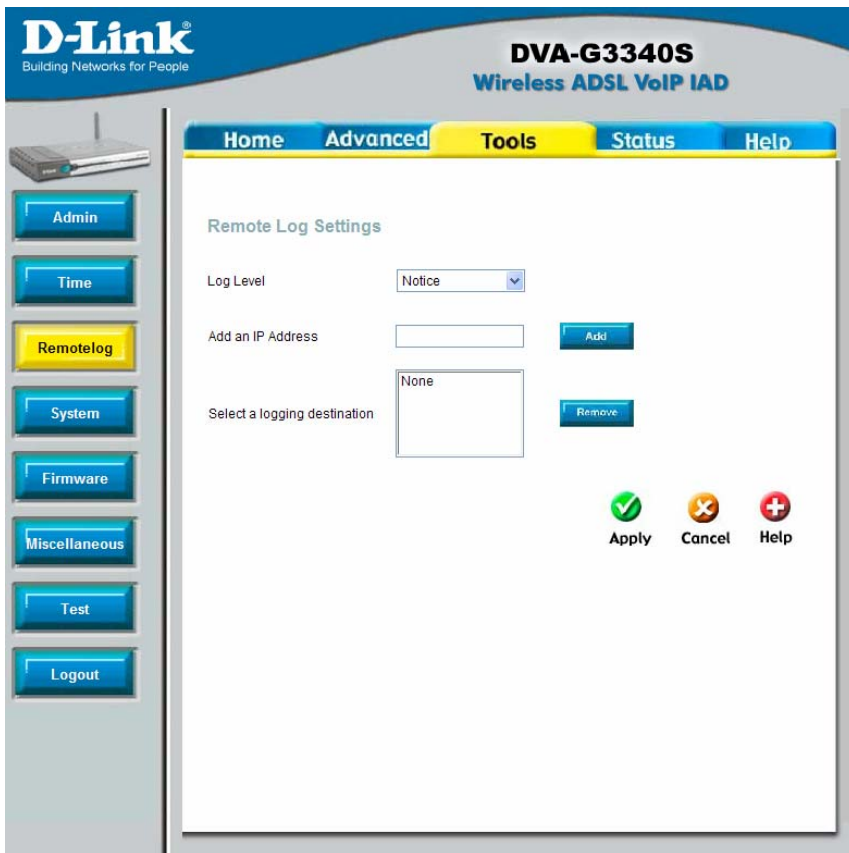 D-Link®
Building Networks for People
DVA-G3340S
Wireless ADSL VoIP IAD
Home
Advanced
Tools
Status
Help
Admin
Time
Remotelog
System
Firmware
Miscellaneous
Test
Logout
Remote Log Settings
Log Level
Notice
Add an IP Address
Add
Select a logging destination
None
Remove
Apply
Cancel
Help